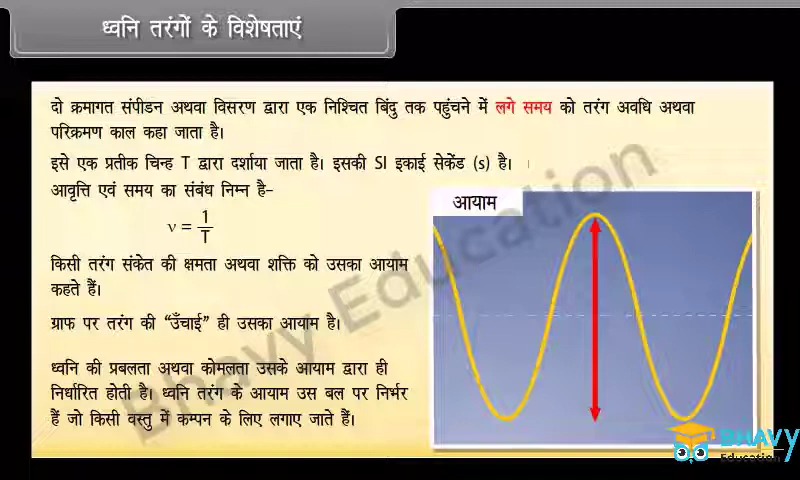 ध्वनि तरंगों के विशेषताएं
दो क्रमागत संपीडन अथवा विसरण द्वारा एक निश्चित बिंदु तक पहुंचने में लगे समय को तरंग अवधि अथवा
परिक्रमण काल कहा जाता है।
इसे एक प्रतीक चिन्ह T द्वारा दर्शाया जाता है। इसकी SI इकाई सेकेंड (s) है।
आवृत्ति एवं समय का संबंध निम्न है-
ν = 1/T
किसी तरंग संकेत की क्षमता अथवा शक्ति को उसका आयाम
कहते हैं।
ग्राफ पर तरंग की “उँचाई” ही उसका आयाम है।
ध्वनि की प्रबलता अथवा कोमलता उसके आयाम द्वारा ही
निर्धारित होती है। ध्वनि तरंग के आयाम उस बल पर निर्भर
हैं जो किसी वस्तु में कम्पन के लिए लगाए जाते हैं।
आयाम
Bhavy Education
BHAVY
Education